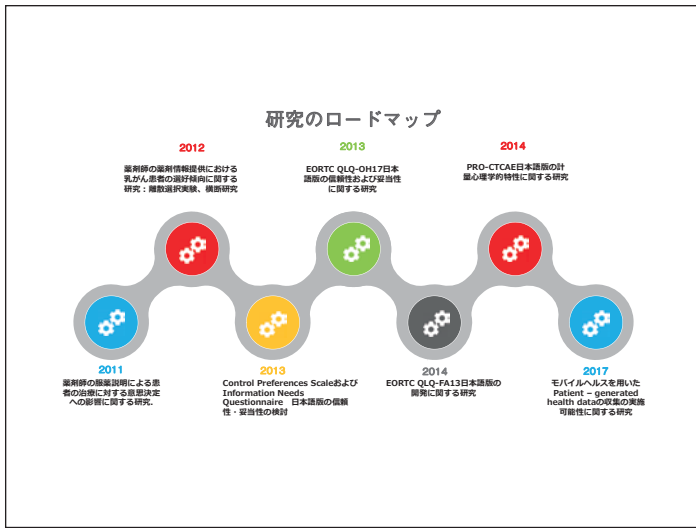 研究のロードマップ
2012
薬剤師の薬剤情報提供における
乳がん患者の選好傾向に関する
研究：離散選択実験、横断研究
2013
EORTC QLQ-OH17日本
語版の信頼性および妥当性
に関する研究
2014
PRO-CTCAE日本語版の計
量心理学的特性に関する研究
2011
薬剤師の服薬説明による患
者の治療に対する意思決定
への影響に関する研究.
2013
Control Preferences Scaleおよび
Information Needs
Questionnaire　日本語版の信頼
性・妥当性の検討
2014
EORTC QLQ-FA13日本語版の
開発に関する研究
2017
モバイルヘルスを用いた
Patient – generated
health dataの収集の実施
可能性に関する研究